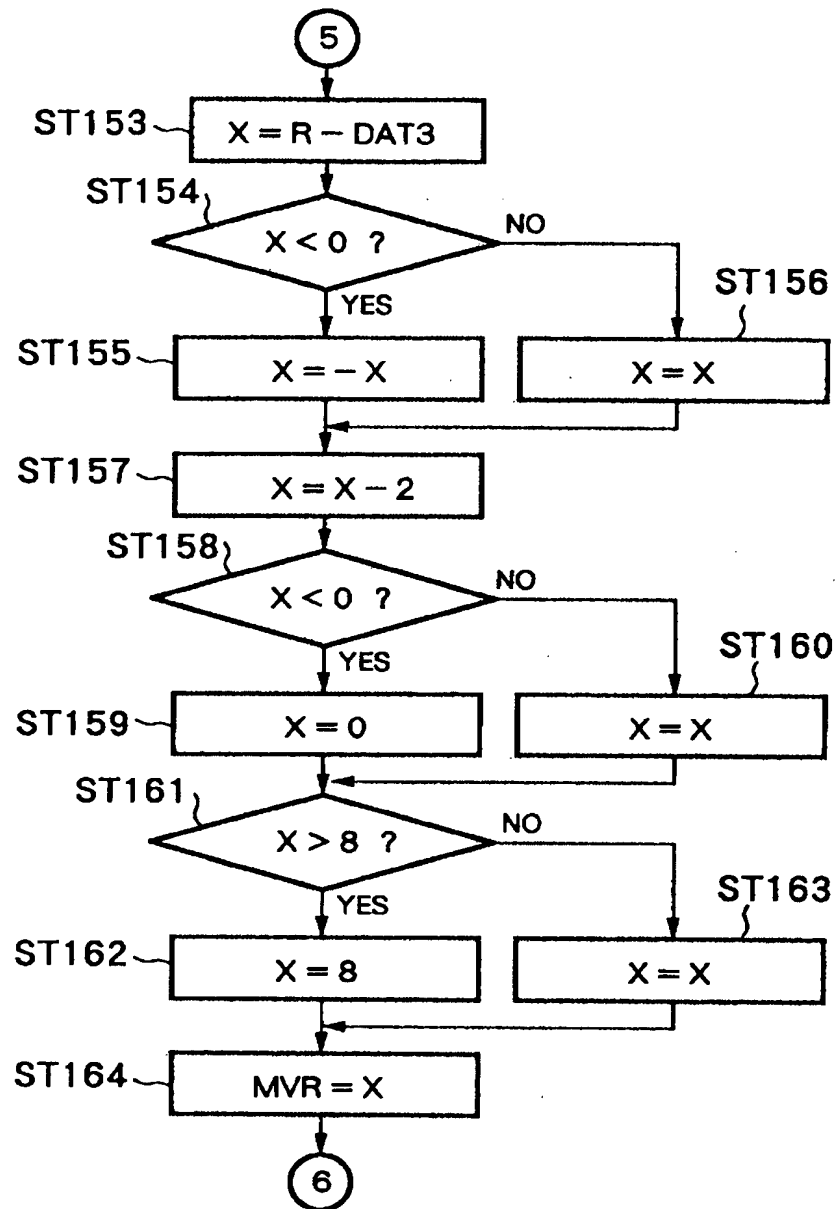 5
ST153
X = R - DAT3
ST154
X < 0 ?
NO
YES
ST156
ST155
X = - X
X = X
ST157
X = X - 2
ST158
X < 0 ?
NO
YES
ST160
ST159
X = 0
X = X
ST161
X > 8 ?
NO
YES
ST163
ST162
X = 8
X = X
ST164
MVR = X
6